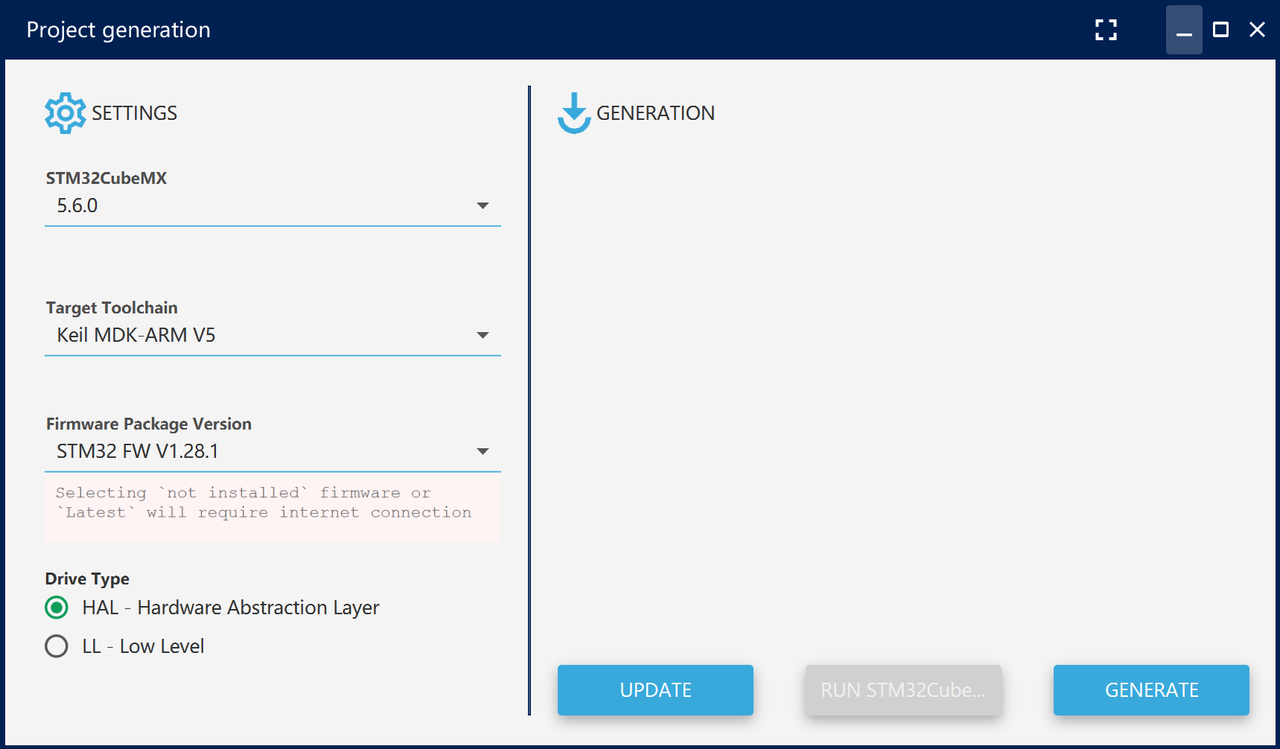 Project generation
SETTINGS
STM32CubeMX
5.6.0
Target Toolchain
Keil MDK-ARM V5
Firmware Package Version
STM32 FW V1.28.1
Selecting `not installed` firmware or
`Latest` will require internet connection
Drive Type
HAL - Hardware Abstraction Layer
LL - Low Level
GENERATION
UPDATE
RUN STM32Cube...
GENERATE